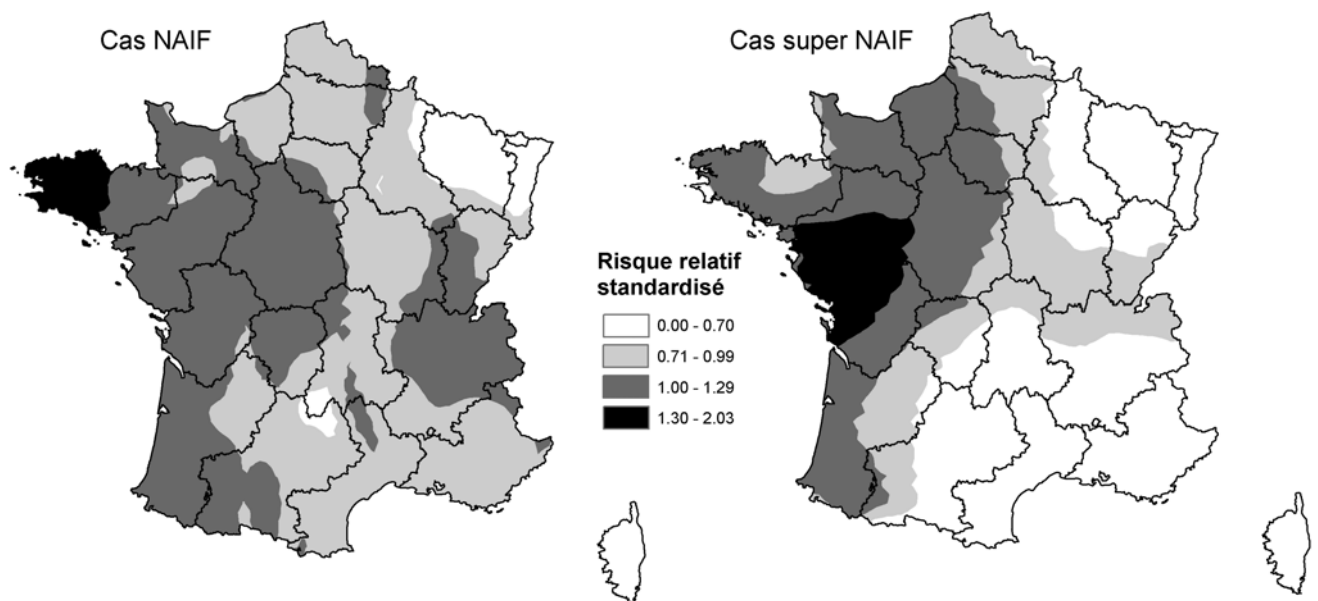 Cas NAIF
Cas super NAIF
Risque relatif
standardisé
0.00 - 0.70
0.71 - 0.99
1.00 - 1.29
1.30 - 2.03